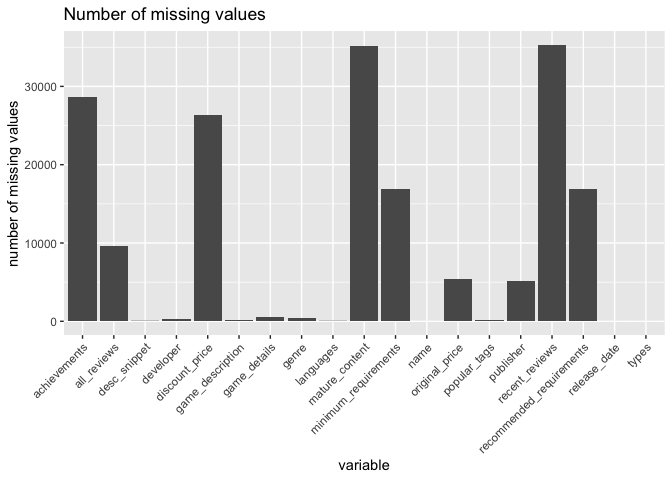 Number of missing values
number of missing values
30000
20000
10000
0
achievements
all_reviews
desc_snippet
developer
discount_price
game_description
game_details
genre
languages
mature_content
minimum_requirements
name
original_price
popular_tags
publisher
recent_reviews
recommended_requirements
release_date
types
variable